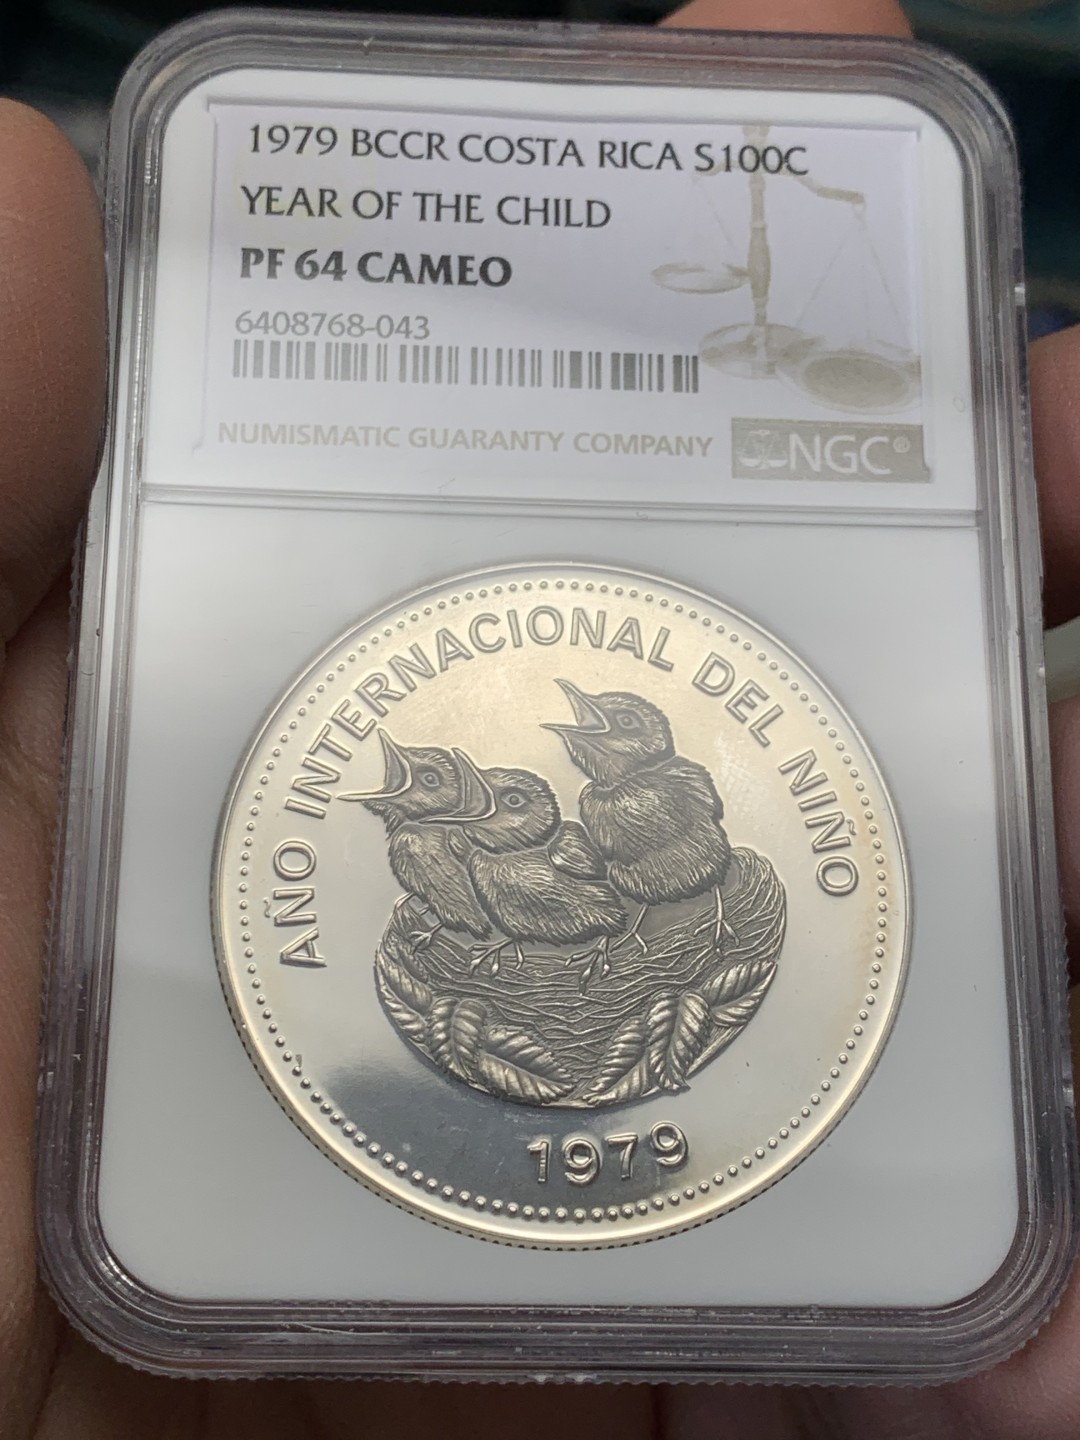 1979 BCCR COSTA RICA S100C
YEAR OF THE CHILD
PF 64 CAMEO
6408768-043
NUMISMATIC GUARANTY COMPANY
NGC®
AÑO INTERNACIONAL DEL NIÑO
1979